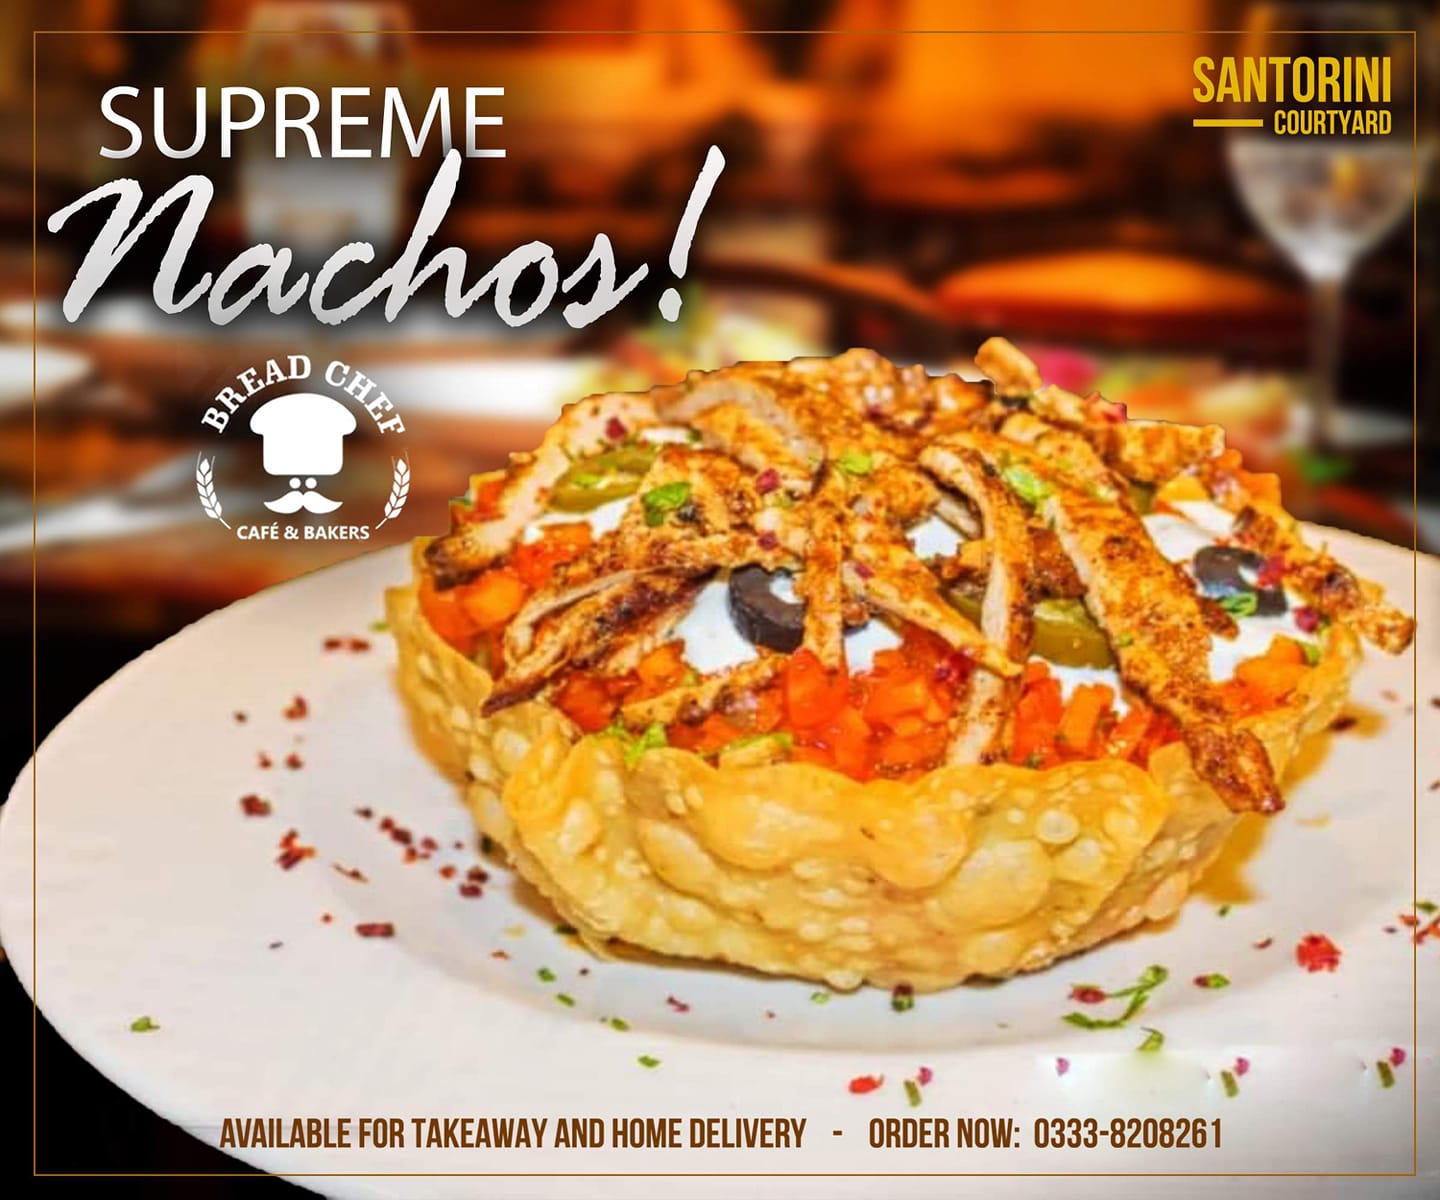 SUPREME
Nachos!
SANTORINI
COURTYARD
BREAD CHEF
CAFÉ & BAKERS
AVAILABLE FOR TAKEAWAY AND HOME DELIVERY - ORDER NOW: 0333-8208261